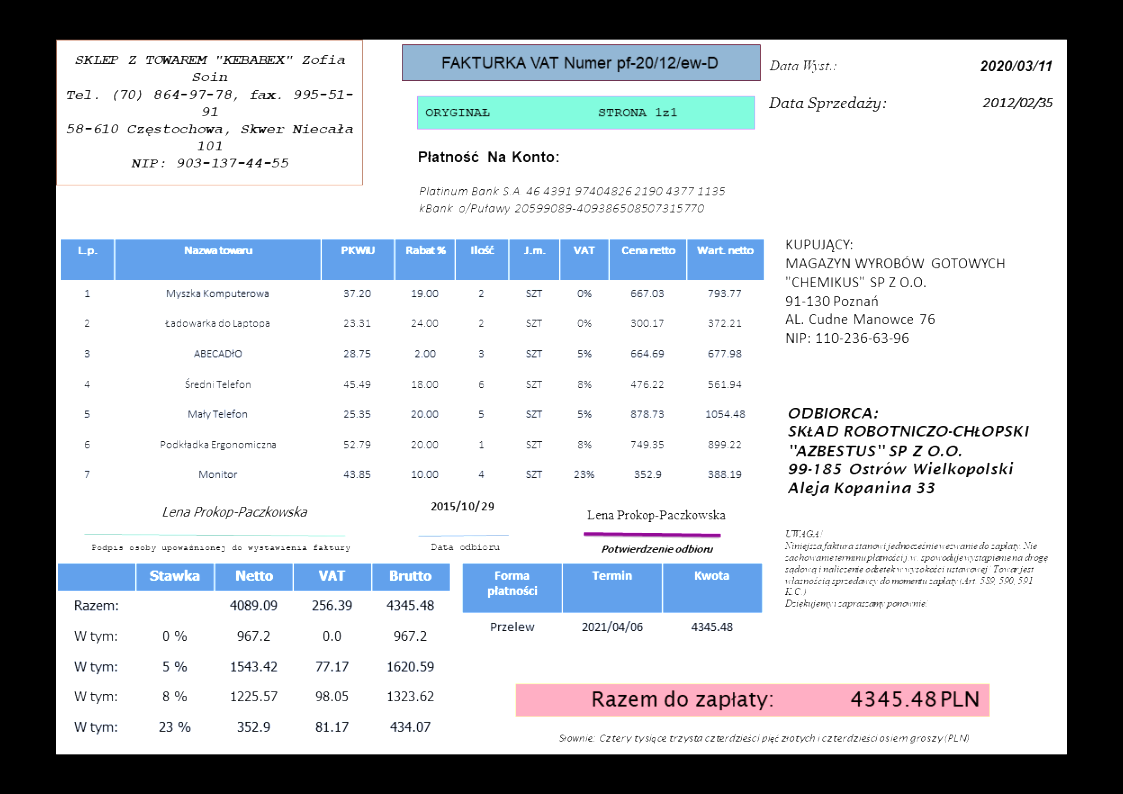 SKLEP Z TOWAREM "KEBABEX" Zofia
Soin
Tel. (70) 864-97-78, fax. 995-51-
91
58-610 Częstochowa, Skwer Niecała
101
NIP: 903-137-44-55
FAKTURKA VAT Numer pf-20/12/ew-D
ORYGINAŁ STRONA 1z1
Płatność Na Konto:
Platinum Bank S.A 46 4391 9740 4826 2190 4377 1135
kBank o/Puławy 20599089-409386508507315770
Data Wyst.: 2020/03/11
Data Sprzedaży: 2012/02/35
L.p. Nazwa towaru PKWiU Rabat % Ilość J.m. VAT Cena netto Wart. netto
1 Myszka Komputerowa 37.20 19.00 2 SZT 0% 667.03 793.77
2 Ładowarka do Laptopa 23.31 24.00 2 SZT 0% 300.17 372.21
3 ABECADŁO 28.75 2.00 3 SZT 5% 664.69 677.98
4 Średni Telefon 45.49 18.00 6 SZT 8% 476.22 561.94
5 Mały Telefon 25.35 20.00 5 SZT 5% 878.73 1054.48
6 Podkładka Ergonomiczna 52.79 20.00 1 SZT 8% 749.35 899.22
7 Monitor 43.85 10.00 4 SZT 23% 352.9 388.19
KUPUJĄCY:
MAGAZYN WYROBÓW GOTOWYCH
"CHEMIKUS" SP Z O.O.
91-130 Poznań
AL. Cudne Manowce 76
NIP: 110-236-63-96
ODBIORCA:
SKŁAD ROBOTNICZO-CHŁOPSKI
"AZBESTUS" SP Z O.O.
99-185 Ostrów Wielkopolski
Aleja Kopanina 33
Lena Prokop-Paczkowska
Podpis osoby upoważnionej do wystawienia faktury
2015/10/29
Data odbioru
Lena Prokop-Paczkowska
Potwierdzenie odbioru
UWAGA!
Niniejsza faktura stanowi jednocześnie wezwanie do zapłaty. Nie
zachowanie terminu płatności j.w. spowoduje wystąpienie na drogę
sądową i naliczenie odsetek w wysokości ustawowej. Towar jest
własnością sprzedawcy do momentu zapłaty (Art. 589, 590, 591
K.C.)
Dziękujemy i zapraszamy ponownie.
Stawka Netto VAT Brutto
Razem: 4089.09 256.39 4345.48
W tym: 0 % 967.2 0.0 967.2
W tym: 5 % 1543.42 77.17 1620.59
W tym: 8 % 1225.57 98.05 1323.62
W tym: 23 % 352.9 81.17 434.07
Forma płatności Termin Kwota
Przelew 2021/04/06 4345.48
Razem do zapłaty: 4345.48 PLN
Słownie: Cztery tysiące trzysta czterdzieści pięć złotych i czterdzieści osiem groszy (PLN)